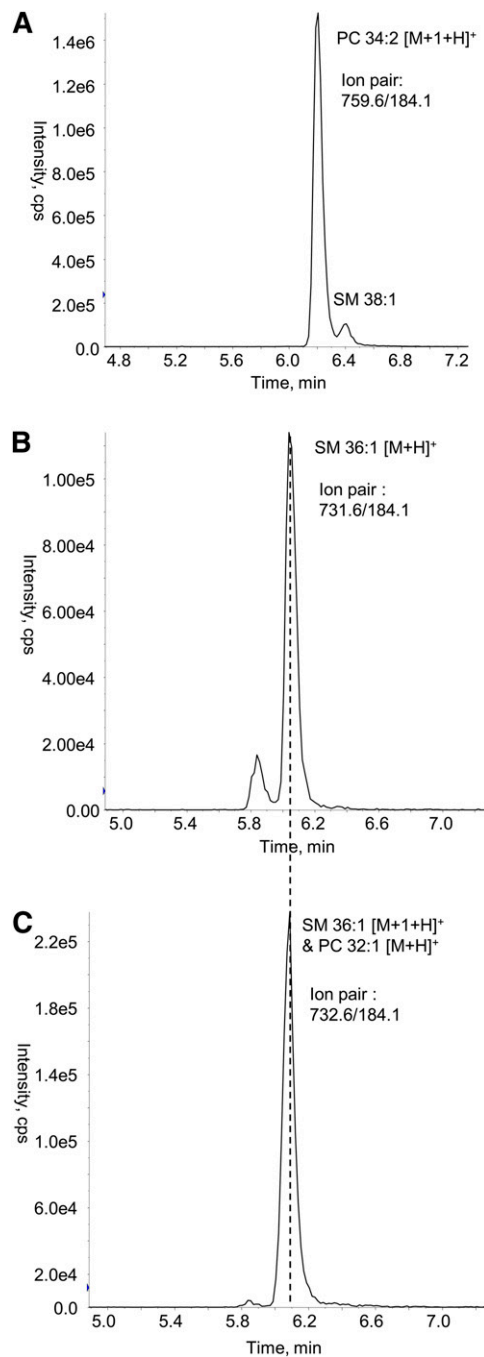 A
PC 34:2 [M+1+H]+
Ion pair:
759.6/184.1
SM 38:1
Intensity, cps
1.4e6
1.2e6
1.0e6
8.0e5
6.0e5
4.0e5
2.0e5
0.0
4.8 5.2 5.6 6.0 6.4 6.8 7.2
Time, min
B
SM 36:1 [M+H]+
Ion pair :
731.6/184.1
Intensity, cps
1.00e5
8.00e4
6.00e4
4.00e4
2.00e4
0.00
5.0 5.4 5.8 6.2 6.6 7.0
Time, min
C
SM 36:1 [M+1+H]+
& PC 32:1 [M+H]+
Ion pair :
732.6/184.1
Intensity, cps
2.2e5
1.8e5
1.4e5
1.0e5
6.0e4
2.0e4
0.0
5.0 5.4 5.8 6.2 6.6 7.0
Time, min